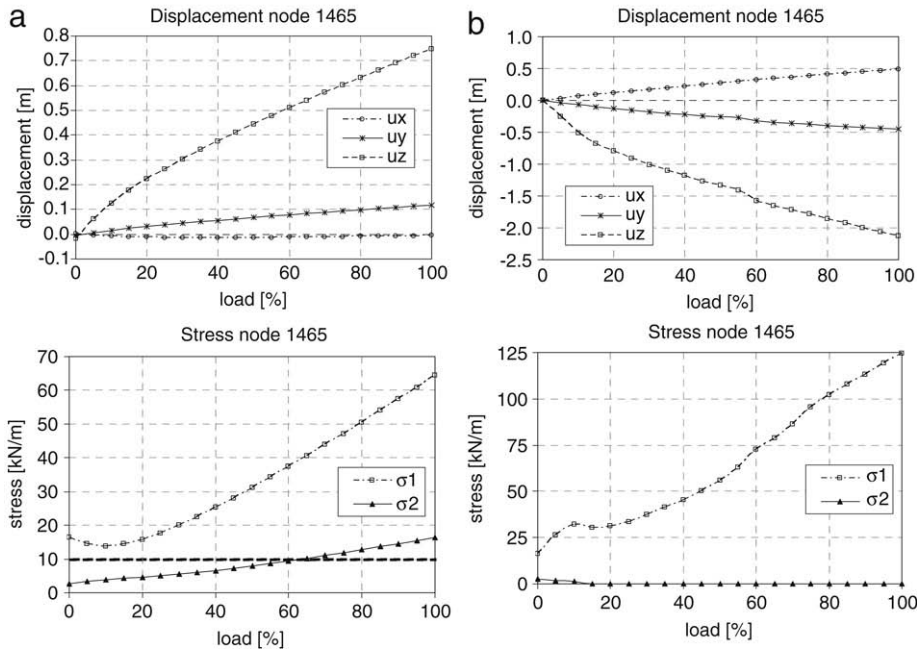 a
Displacement node 1465
0.8
0.7
0.6
0.5
0.4
0.3
0.2
0.1
0.0
-0.1
displacement [m]
ux
uy
uz
0 20 40 60 80 100
load [%]
b
Displacement node 1465
1.0
0.5
0.0
-0.5
-1.0
-1.5
-2.0
-2.5
displacement [m]
ux
uy
uz
0 20 40 60 80 100
load [%]
Stress node 1465
70
60
50
40
30
20
10
0
stress [kN/m]
σ1
σ2
0 20 40 60 80 100
load [%]
Stress node 1465
125
100
75
50
25
0
stress [kN/m]
σ1
σ2
0 20 40 60 80 100
load [%]